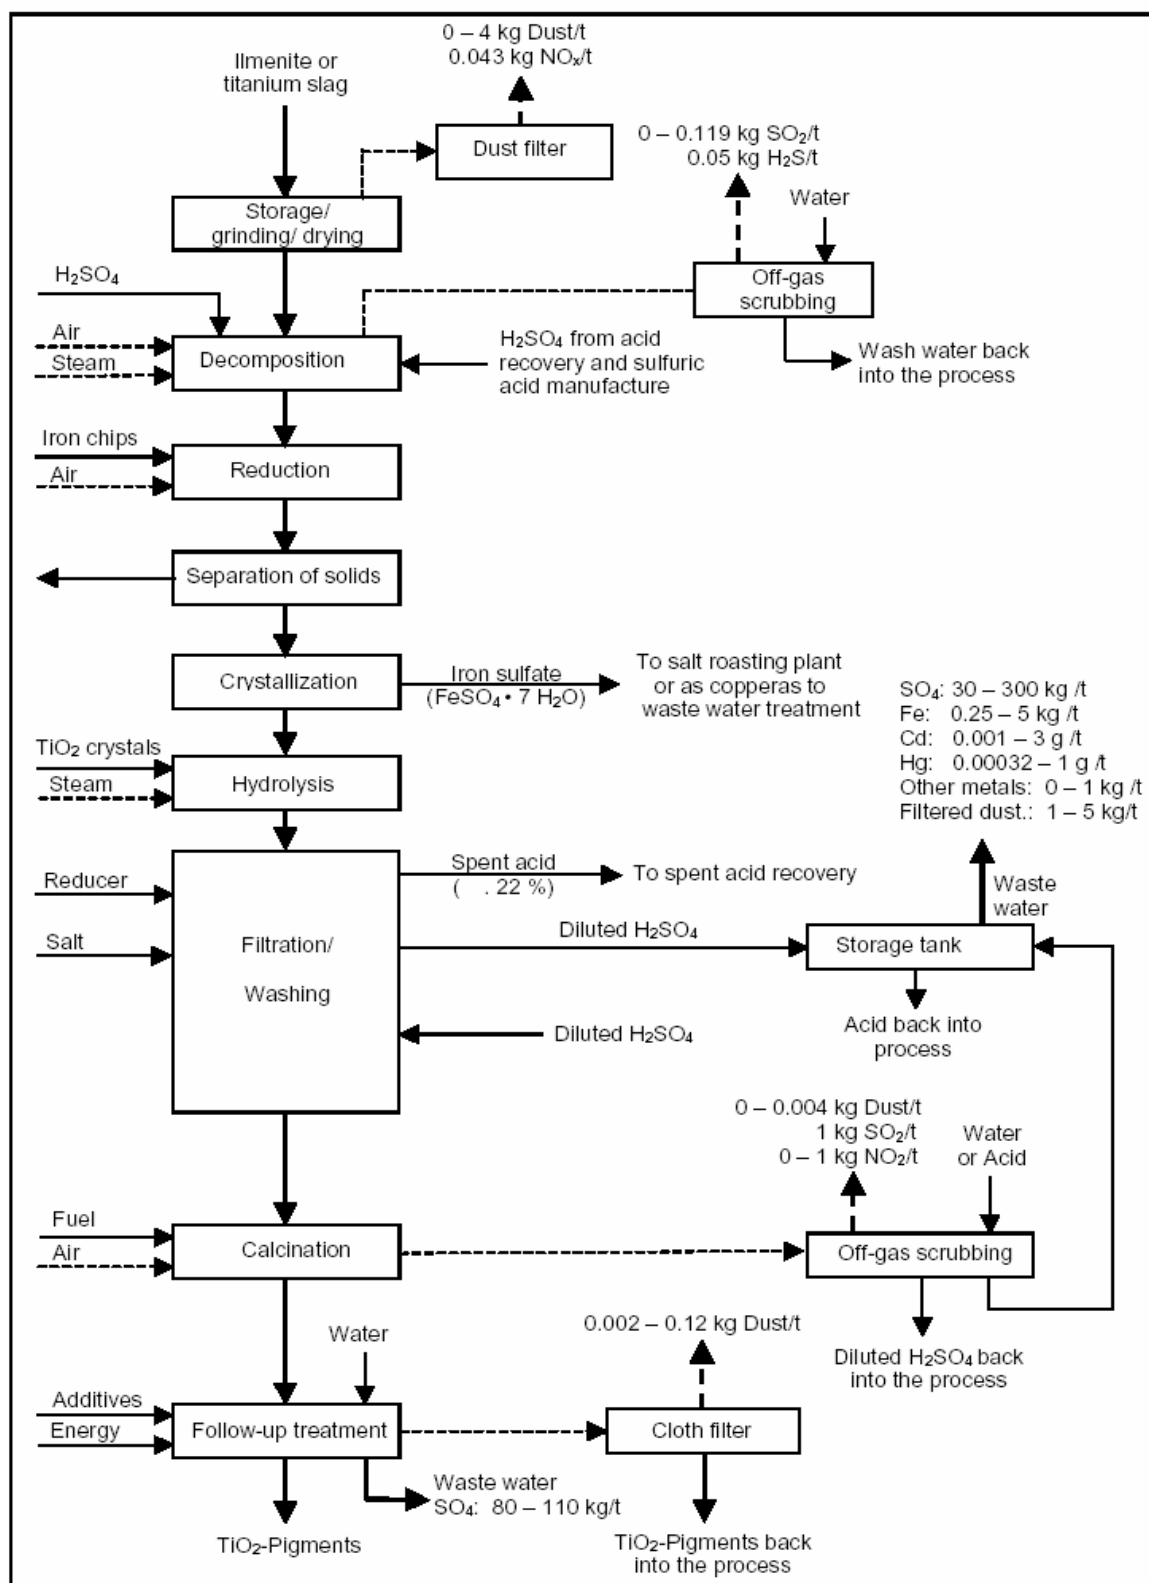 0 – 4 kg Dust/t
0.043 kg NOₓ/t
Ilmenite or
titanium slag
Dust filter
0 – 0.119 kg SO₂/t
0.05 kg H₂S/t
Water
Storage/
grinding/ drying
H₂SO₄
Off-gas
scrubbing
Air
Steam
Decomposition
H₂SO₄ from acid
recovery and sulfuric
acid manufacture
Wash water back
into the process
Iron chips
Air
Reduction
Separation of solids
Crystallization
Iron sulfate
(FeSO₄ • 7 H₂O)
To salt roasting plant
or as copperas to
waste water treatment
SO₄: 30 – 300 kg /t
Fe: 0.25 – 5 kg /t
Cd: 0.001 – 3 g /t
Hg: 0.00032 – 1 g /t
Other metals: 0 – 1 kg /t
Filtered dust.: 1 – 5 kg/t
TiO₂ crystals
Steam
Hydrolysis
Reducer
Salt
Filtration/
Washing
Spent acid
( . 22 %)
To spent acid recovery
Waste
water
Diluted H₂SO₄
Storage tank
Acid back into
process
Diluted H₂SO₄
0 – 0.004 kg Dust/t
1 kg SO₂/t
0 – 1 kg NO₂/t
Water
or Acid
Fuel
Air
Calcination
Off-gas scrubbing
Diluted H₂SO₄ back
into the process
Water
0.002 – 0.12 kg Dust/t
Additives
Energy
Follow-up treatment
Cloth filter
Waste water
SO₄: 80 – 110 kg/t
TiO₂-Pigments
TiO₂-Pigments back
into the process